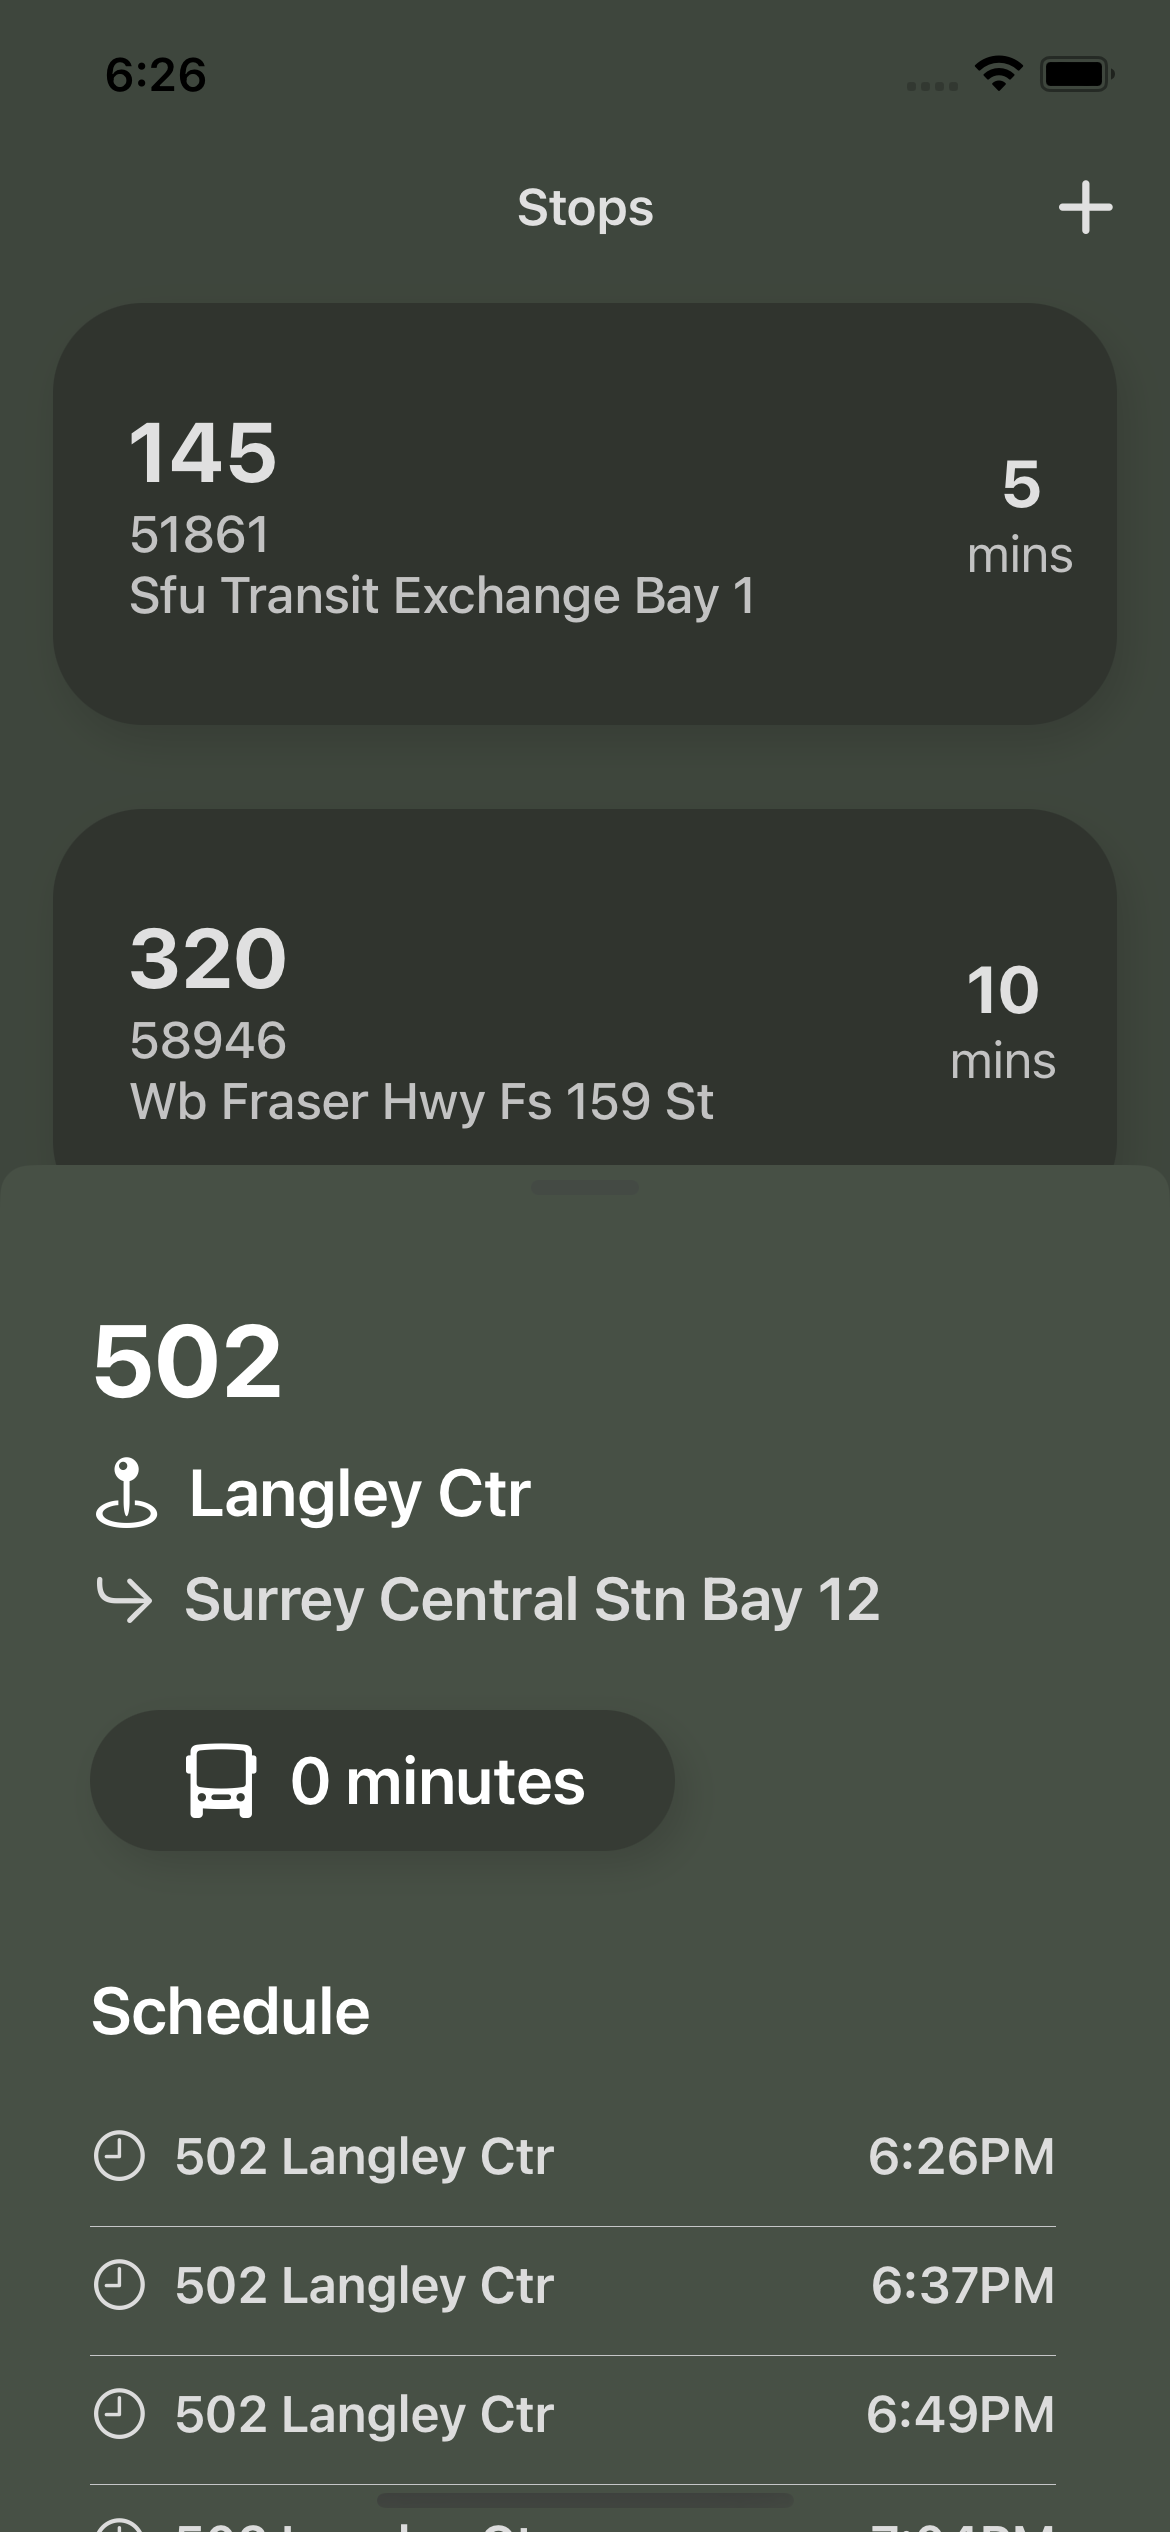 6:26
Stops
145
51861
Sfu Transit Exchange Bay 1
5
mins
320
58946
Wb Fraser Hwy Fs 159 St
10
mins
502
Langley Ctr
Surrey Central Stn Bay 12
0 minutes
Schedule
502 Langley Ctr 6:26PM
502 Langley Ctr 6:37PM
502 Langley Ctr 6:49PM